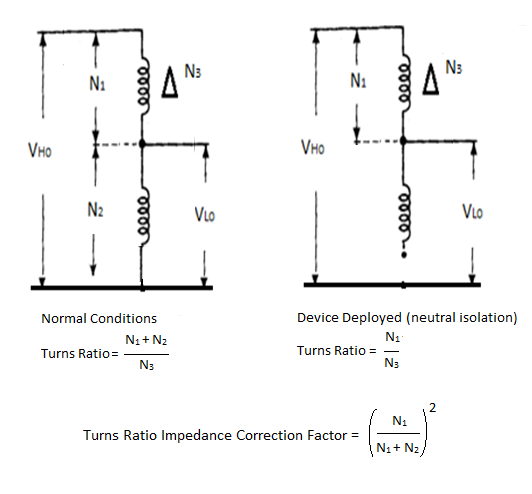 N₁
Δ N₃
VHO
N₂
VLO
N₁
Δ N₃
VHO
VLO
Normal Conditions
Turns Ratio = N₁ + N₂ / N₃
Device Deployed (neutral isolation)
Turns Ratio = N₁ / N₃
Turns Ratio Impedance Correction Factor = ( N₁ / N₁ + N₂ ) ²